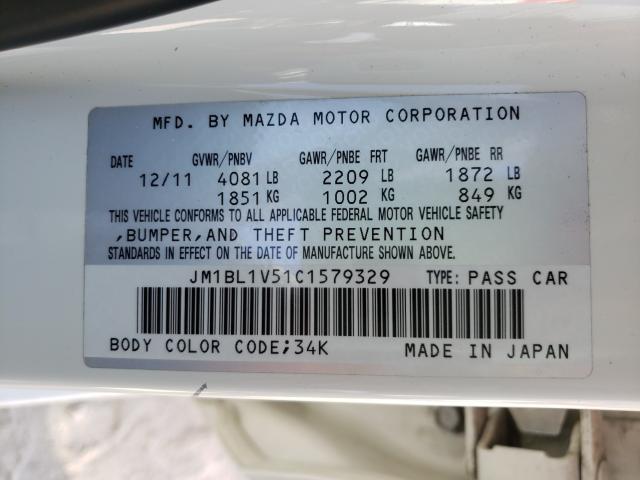 MFD. BY MAZDA MOTOR CORPORATION
DATE GVWR/PNBV GAWR/PNBE FRT GAWR/PNBE RR
12/11 4081 LB 2209 LB 1872 LB
1851 KG 1002 KG 849 KG
THIS VEHICLE CONFORMS TO ALL APPLICABLE FEDERAL MOTOR VEHICLE SAFETY
,BUMPER,AND THEFT PREVENTION
STANDARDS IN EFFECT ON THE DATE OF MANUFACTURE SHOWN ABOVE.
JM1BL1V51C1579329 TYPE: PASS CAR
BODY COLOR CODE;34K MADE IN JAPAN